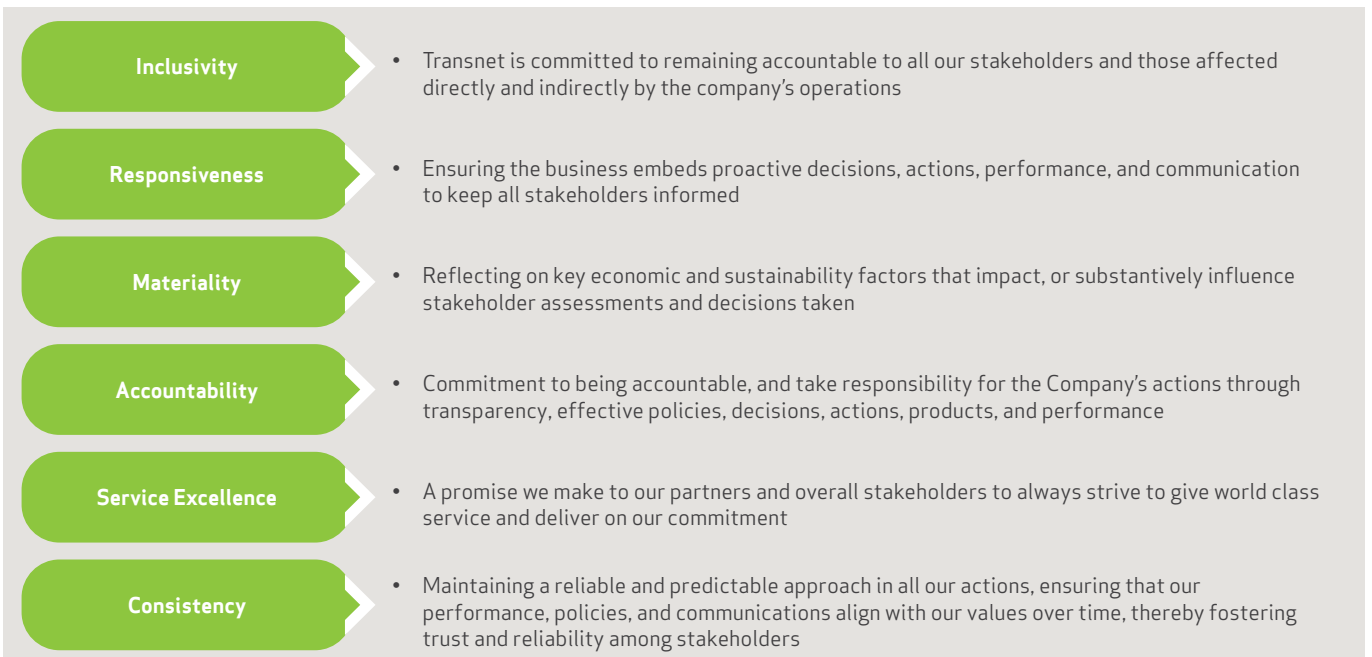 Inclusivity
• Transnet is committed to remaining accountable to all our stakeholders and those affected
directly and indirectly by the company's operations
Responsiveness
• Ensuring the business embeds proactive decisions, actions, performance, and communication
to keep all stakeholders informed
Materiality
• Reflecting on key economic and sustainability factors that impact, or substantively influence
stakeholder assessments and decisions taken
Accountability
• Commitment to being accountable, and take responsibility for the Company's actions through
transparency, effective policies, decisions, actions, products, and performance
Service Excellence
• A promise we make to our partners and overall stakeholders to always strive to give world class
service and deliver on our commitment
Consistency
• Maintaining a reliable and predictable approach in all our actions, ensuring that our
performance, policies, and communications align with our values over time, thereby fostering
trust and reliability among stakeholders